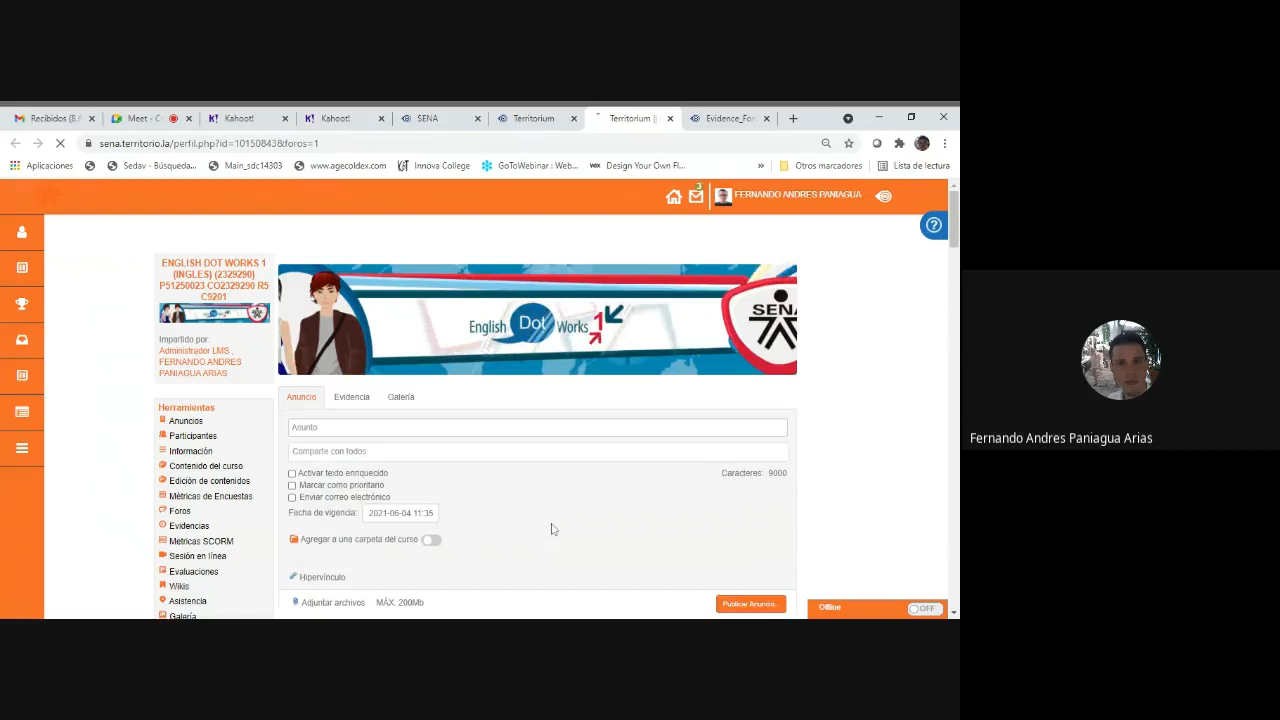 Recibidos (8.
Meet - C
Kahoot!
Kahoot!
SENA
Territorium
Territorium ||
Evidence_For
sena.territorio.la/perfil.php?id=10150843&foros=1
Aplicaciones
Sedav - Búsqueda...
Main_sdc14303
www.agecoldex.com
Innova College
GoToWebinar : Web...
WIX Design Your Own Fl...
»
Otros marcadores
Lista de lectura
3
FERNANDO ANDRES PANIAGUA
ENGLISH DOT WORKS 1
(INGLES) (2329290)
P51250023 CO2329290 R5
C9201
Impartido por:
Administrador LMS ,
FERNANDO ANDRES
PANIAGUA ARIAS
English Dot Works 1
SENA
Herramientas
Anuncios
Participantes
Información
Contenido del curso
Edición de contenidos
Métricas de Encuestas
Foros
Evidencias
Metricas SCORM
Sesión en línea
Evaluaciones
Wikis
Asistencia
Galería
Anuncio
Evidencia
Galería
Asunto
Comparte con todos
Activar texto enriquecido
Caracteres: 9000
Marcar como prioritario
Enviar correo electrónico
Fecha de vigencia: 2021-06-04 11:35
Agregar a una carpeta del curso
Hipervínculo
Adjuntar archivos MÁX. 200Mb
Publicar Anuncio...
Offline
OFF
Fernando Andres Paniagua Arias